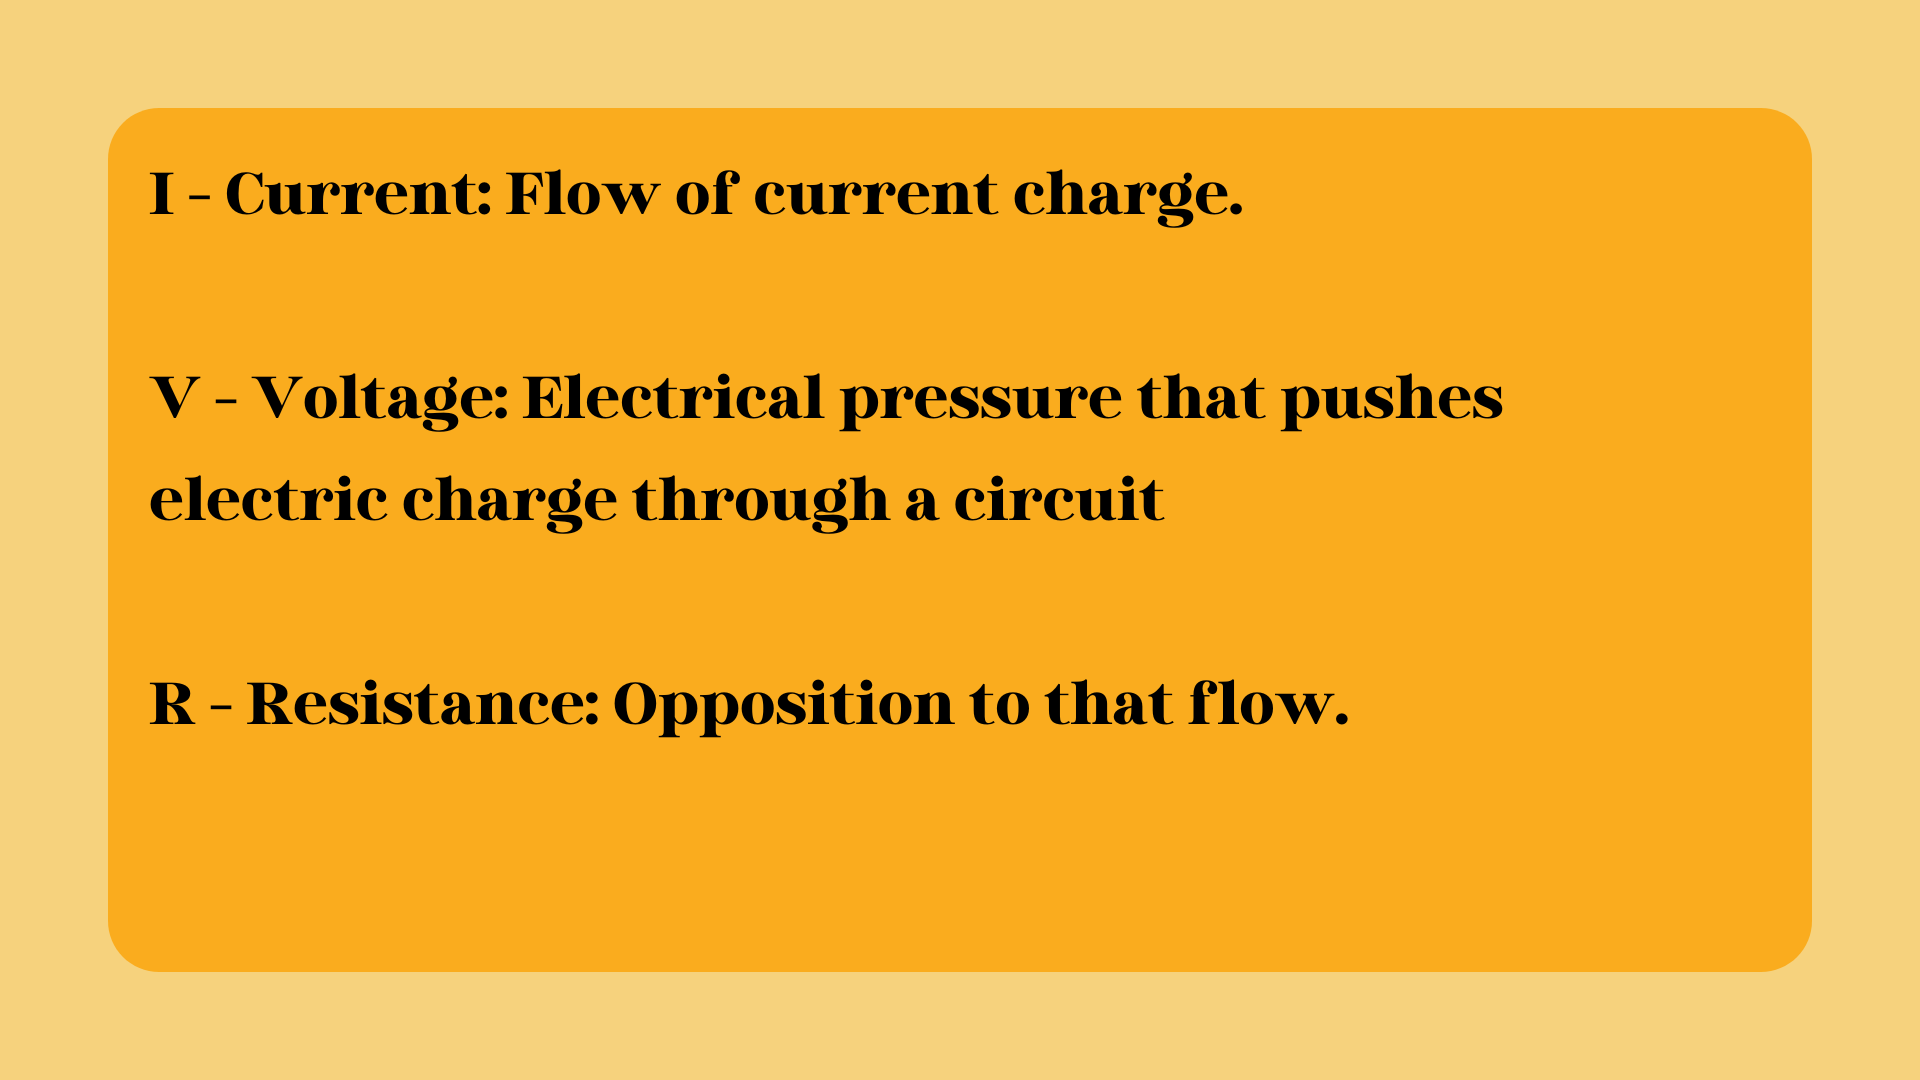 I - Current: Flow of current charge.
V - Voltage: Electrical pressure that pushes
electric charge through a circuit
R - Resistance: Opposition to that flow.